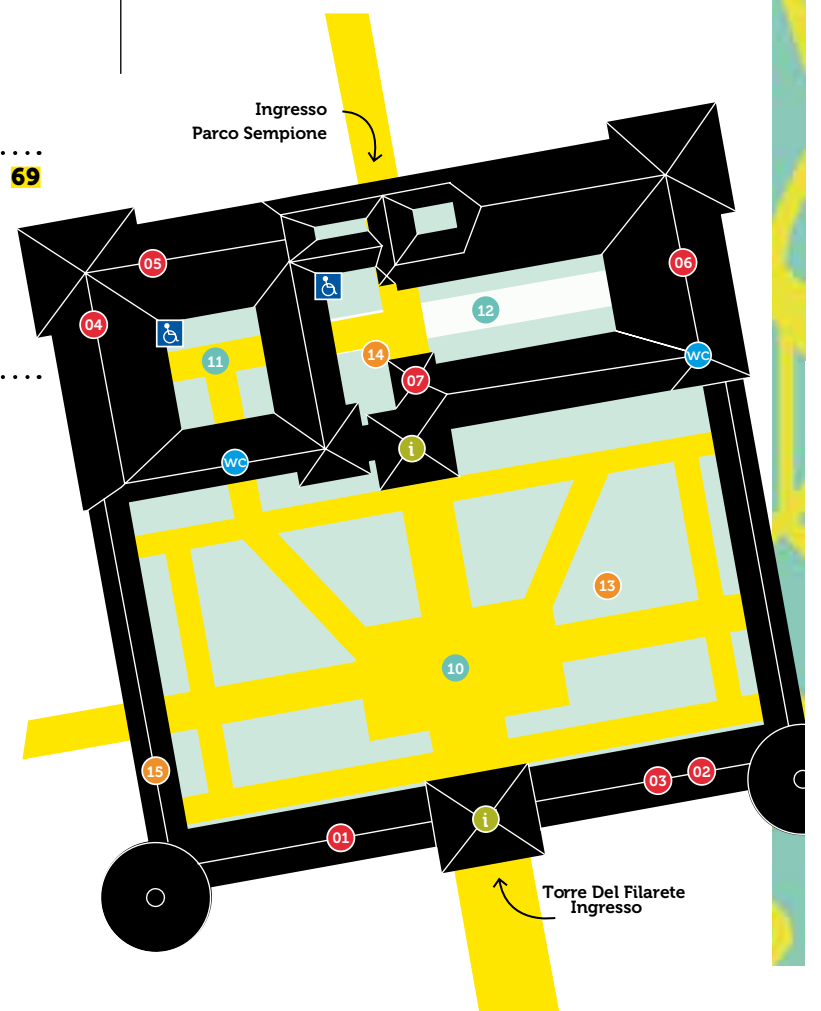 Ingresso
Parco Sempione
69
05
06
04
12
11
14
WC
07
i
WC
13
10
15
03
02
i
01
Torre Del Filarete
Ingresso